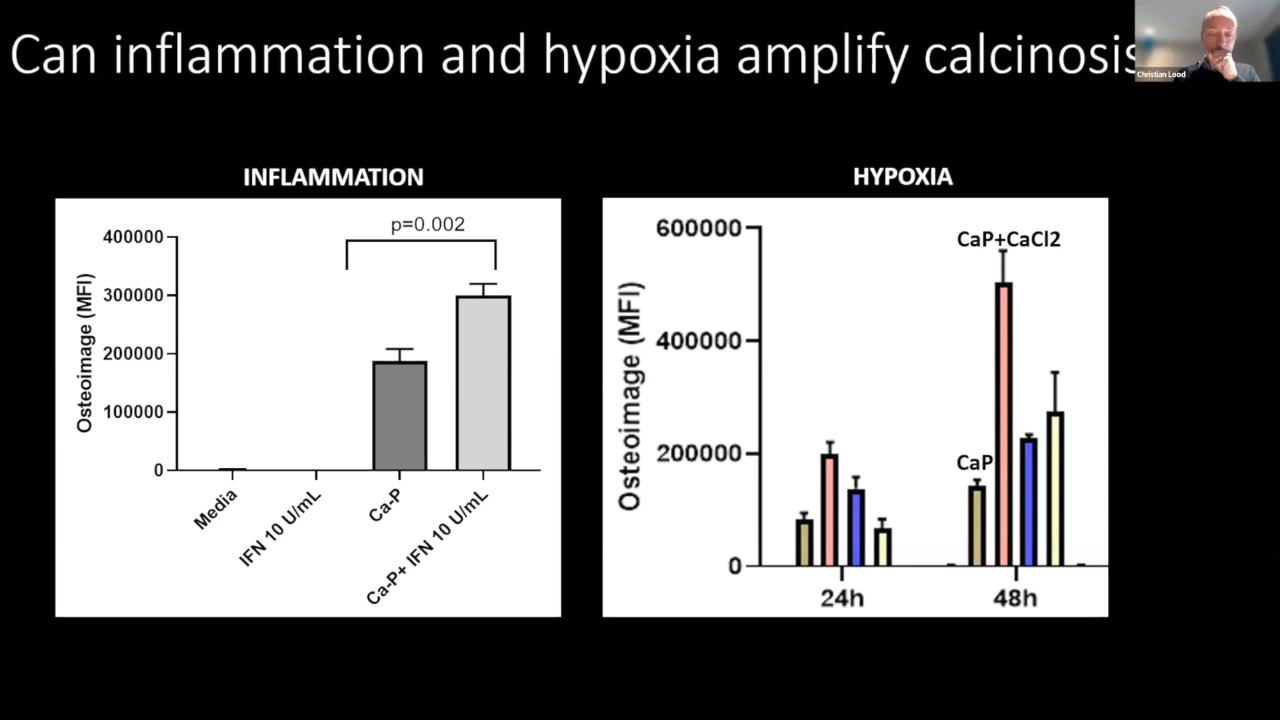 Can inflammation and hypoxia amplify calcinosis
Christian Lood
INFLAMMATION
p=0.002
400000
300000
200000
100000
0
Osteoimage (MFI)
Media
IFN 10 U/mL
Ca-P
Ca-P+ IFN 10 U/mL
HYPOXIA
600000
400000
200000
0
Osteoimage (MFI)
CaP+CaCl2
CaP
24h
48h